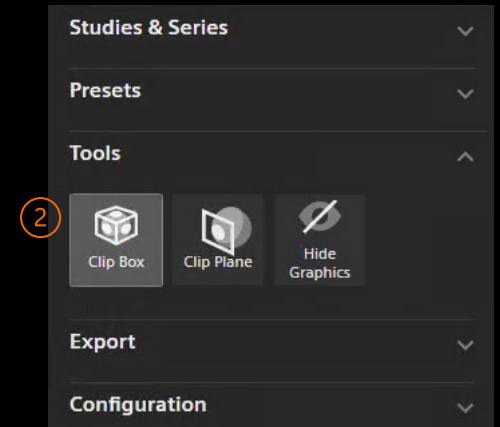 Studies & Series
Presets
Tools
2
Clip Box
Clip Plane
Hide
Graphics
Export
Configuration